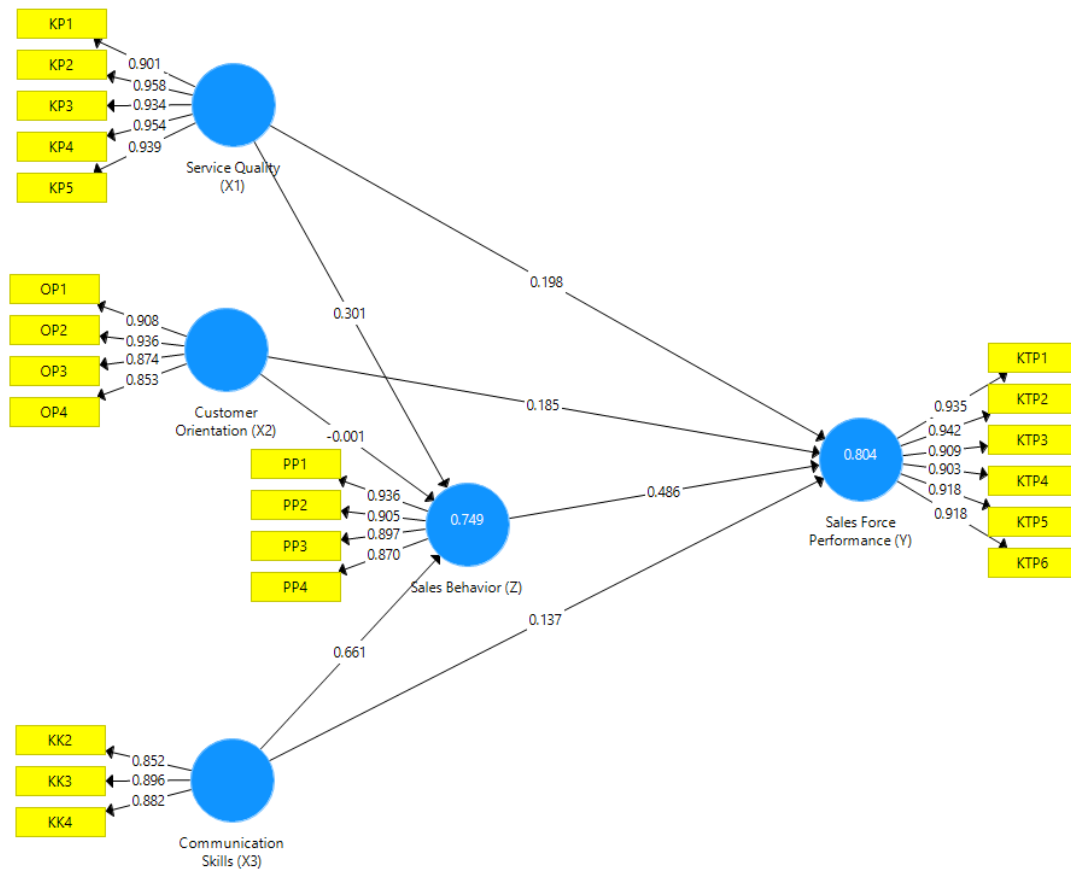 KP1
KP2
KP3
KP4
KP5
0.901
0.958
0.934
0.954
0.939
Service Quality
(X1)
0.198
0.301
OP1
OP2
OP3
OP4
0.908
0.936
0.874
0.853
Customer
Orientation (X2)
0.185
-0.001
PP1
PP2
PP3
PP4
0.936
0.905
0.897
0.870
0.749
Sales Behavior (Z)
0.486
0.804
Sales Force
Performance (Y)
0.935
0.942
0.909
0.903
0.918
0.918
KTP1
KTP2
KTP3
KTP4
KTP5
KTP6
0.137
0.661
KK2
KK3
KK4
0.852
0.896
0.882
Communication
Skills (X3)